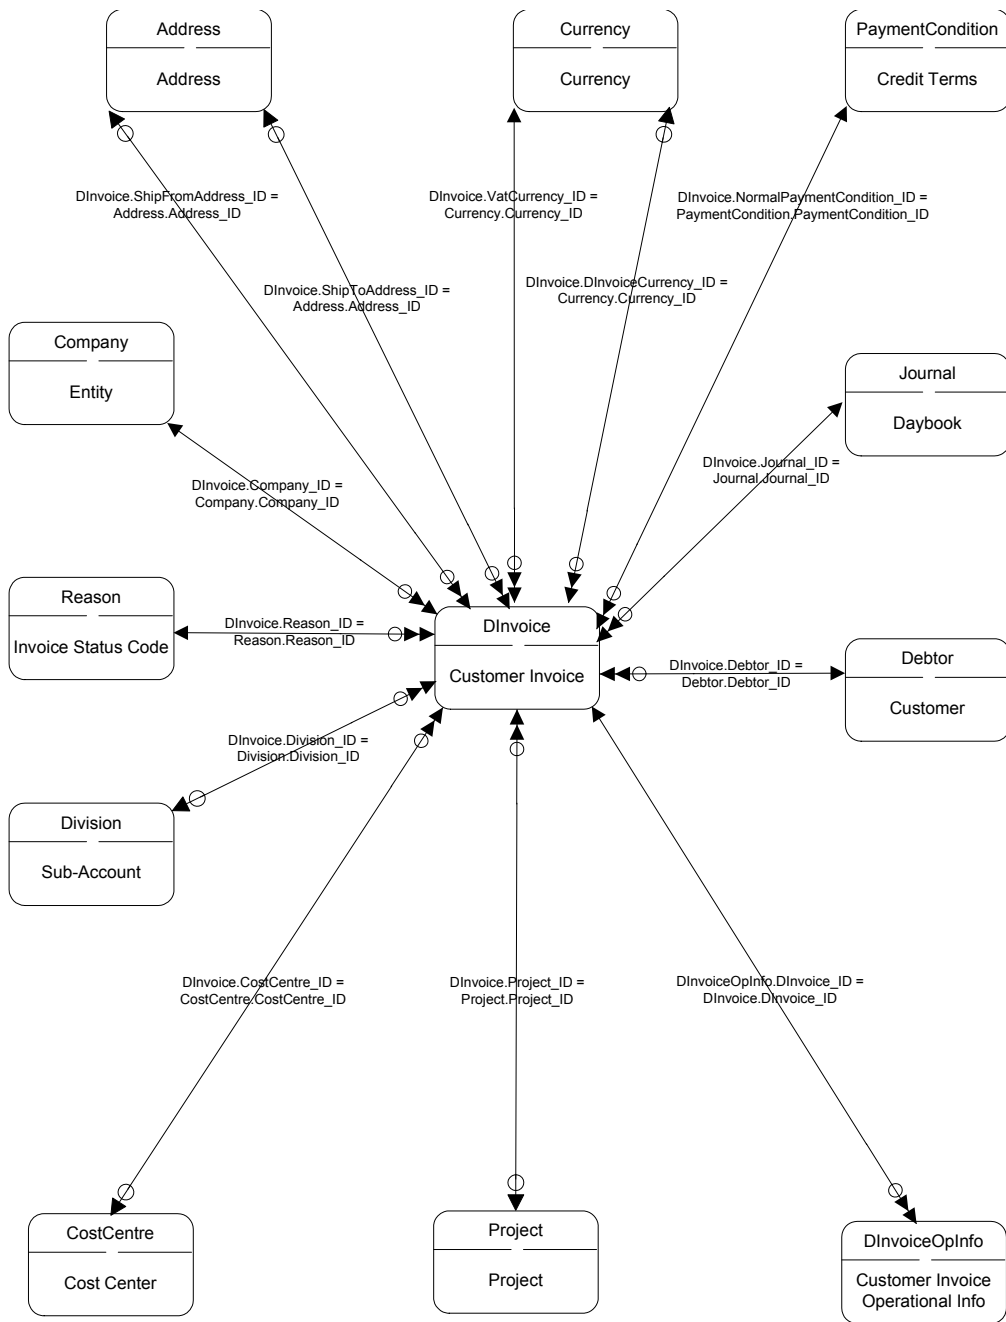 Address
Address
Currency
Currency
PaymentCondition
Credit Terms
DInvoice.ShipFromAddress_ID =
Address.Address_ID
DInvoice.VatCurrency_ID =
Currency.Currency_ID
DInvoice.NormalPaymentCondition_ID =
PaymentCondition.PaymentCondition_ID
DInvoice.ShipToAddress_ID =
Address.Address_ID
DInvoice.DInvoiceCurrency_ID =
Currency.Currency_ID
Company
Entity
Journal
Daybook
DInvoice.Company_ID =
Company.Company_ID
DInvoice.Journal_ID =
Journal.Journal_ID
Reason
Invoice Status Code
DInvoice.Reason_ID =
Reason.Reason_ID
DInvoice
Customer Invoice
DInvoice.Debtor_ID =
Debtor.Debtor_ID
Debtor
Customer
DInvoice.Division_ID =
Division.Division_ID
Division
Sub-Account
DInvoice.CostCentre_ID =
CostCentre.CostCentre_ID
DInvoice.Project_ID =
Project.Project_ID
DInvoiceOpInfo.DInvoice_ID =
DInvoice.DInvoice_ID
CostCentre
Cost Center
Project
Project
DInvoiceOpInfo
Customer Invoice
Operational Info